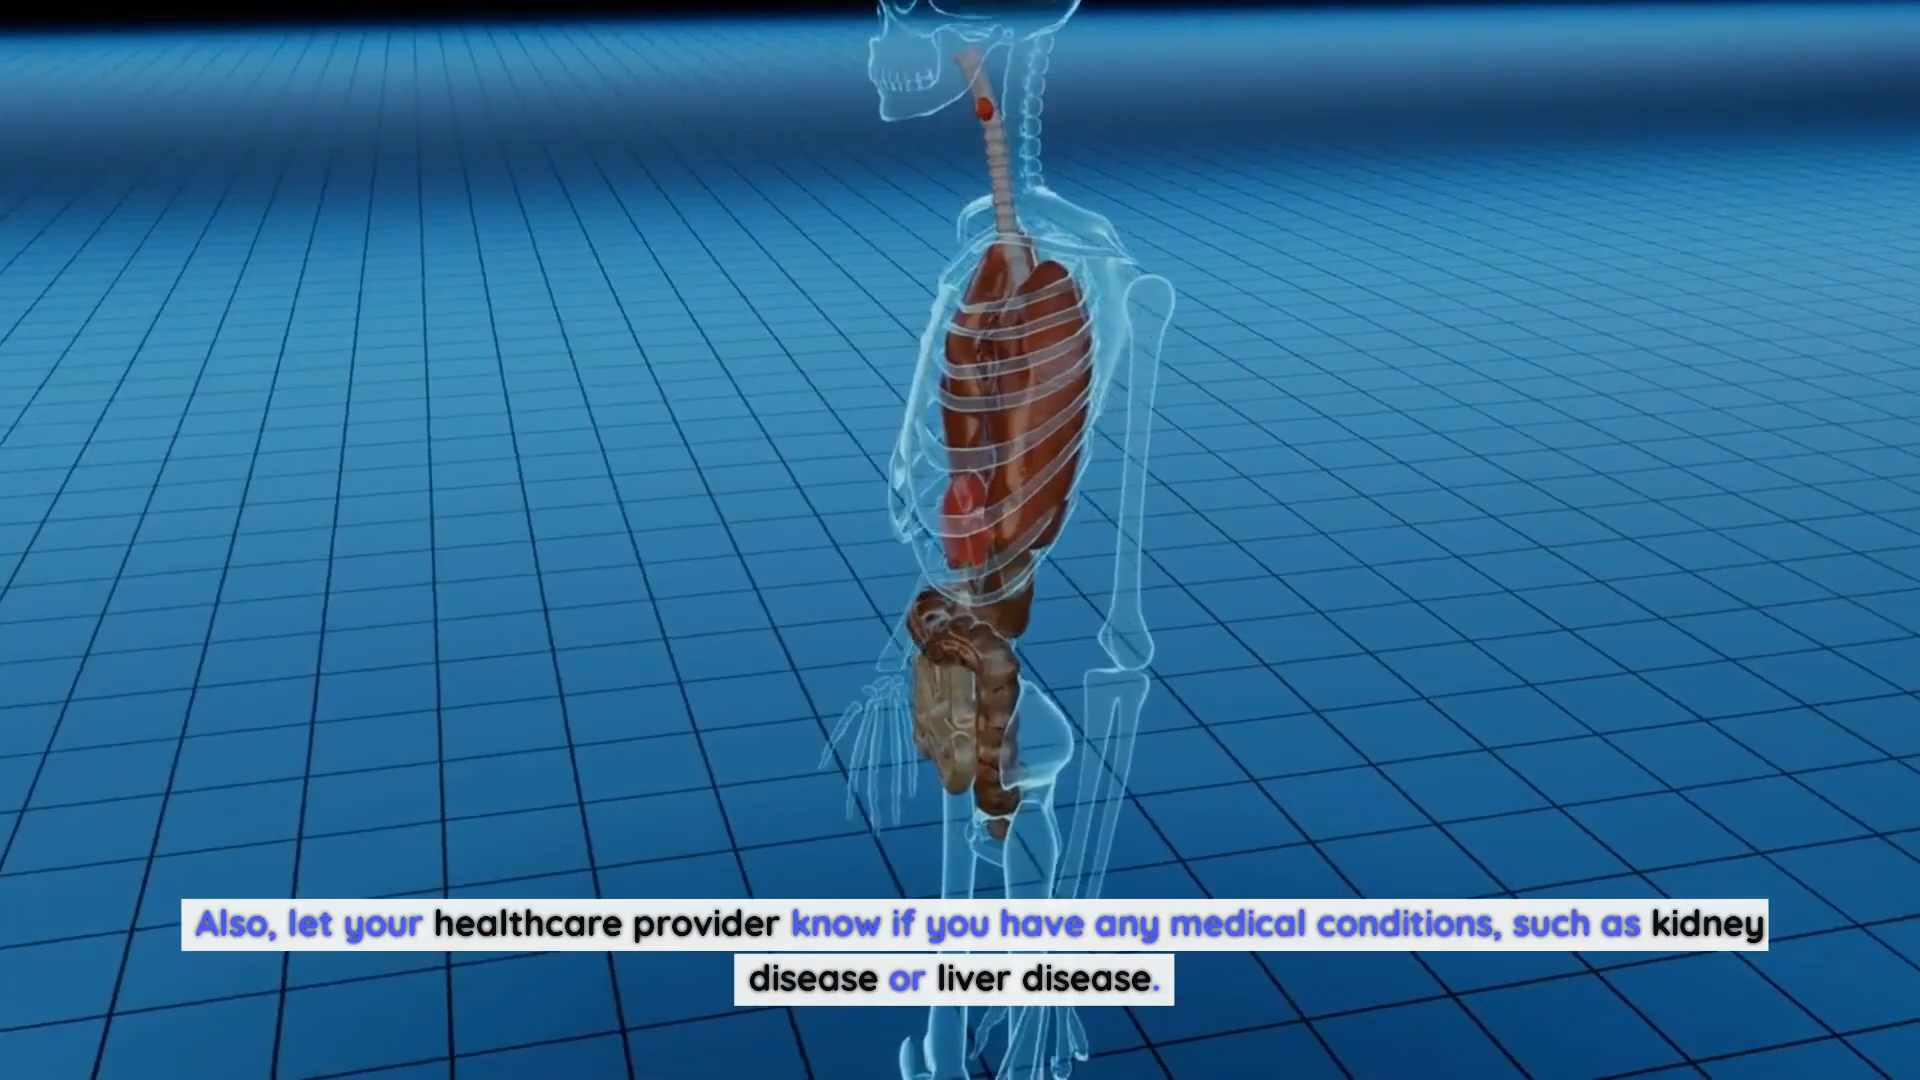 Also, let your healthcare provider know if you have any medical conditions, such as kidney
disease or liver disease.